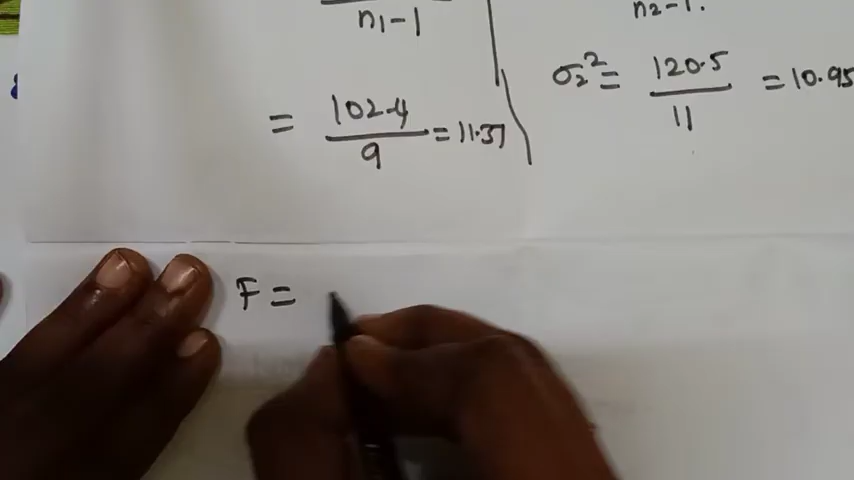 n1-1
= 102.4/9 = 11.37
n2-1.
σ2² = 120.5/11 = 10.95
F =